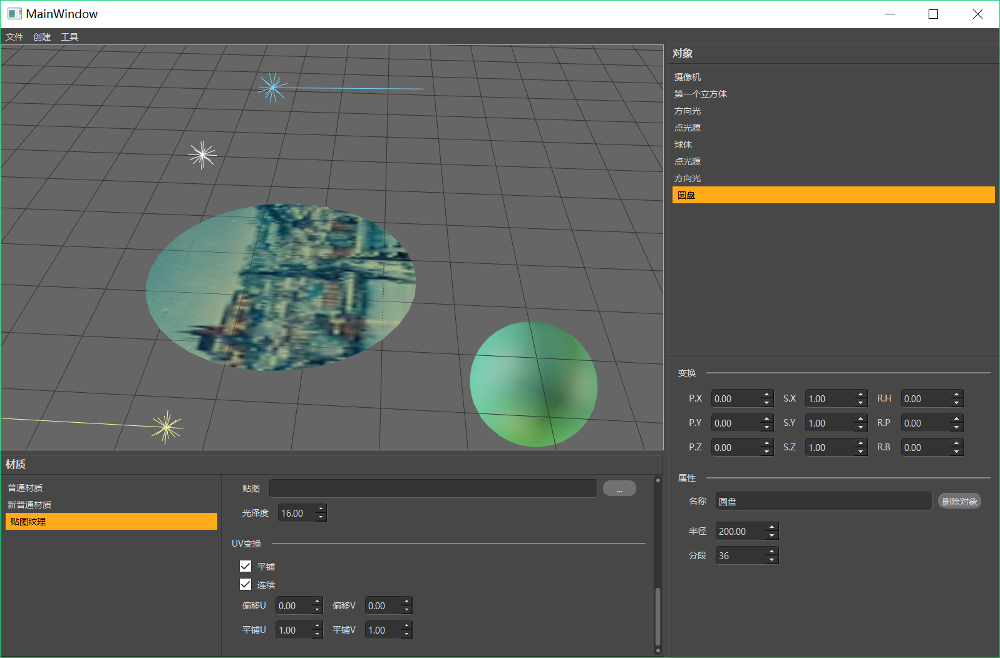 MainWindow
文件 创建 工具
对象
摄像机
第一个立方体
方向光
点光源
球体
点光源
方向光
圆盘
变换
P.X 0.00 S.X 1.00 R.H 0.00
P.Y 0.00 S.Y 1.00 R.P 0.00
P.Z 0.00 S.Z 1.00 R.B 0.00
属性
名称 圆盘 删除对象
半径 200.00
分段 36
材质
普通材质
新普通材质
贴图纹理
贴图 ...
光泽度 16.00
UV变换
平铺
连续
偏移U 0.00 偏移V 0.00
平铺U 1.00 平铺V 1.00